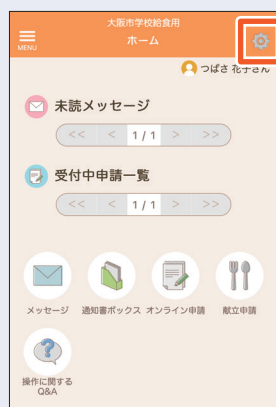 大阪市学校給食用
MENU
ホーム
つばさ 花子さん
未読メッセージ
<< < 1 / 1 > >>
受付中申請一覧
<< < 1 / 1 > >>
メッセージ 通知書ボックス オンライン申請 献立申請
操作に関する
Q&A